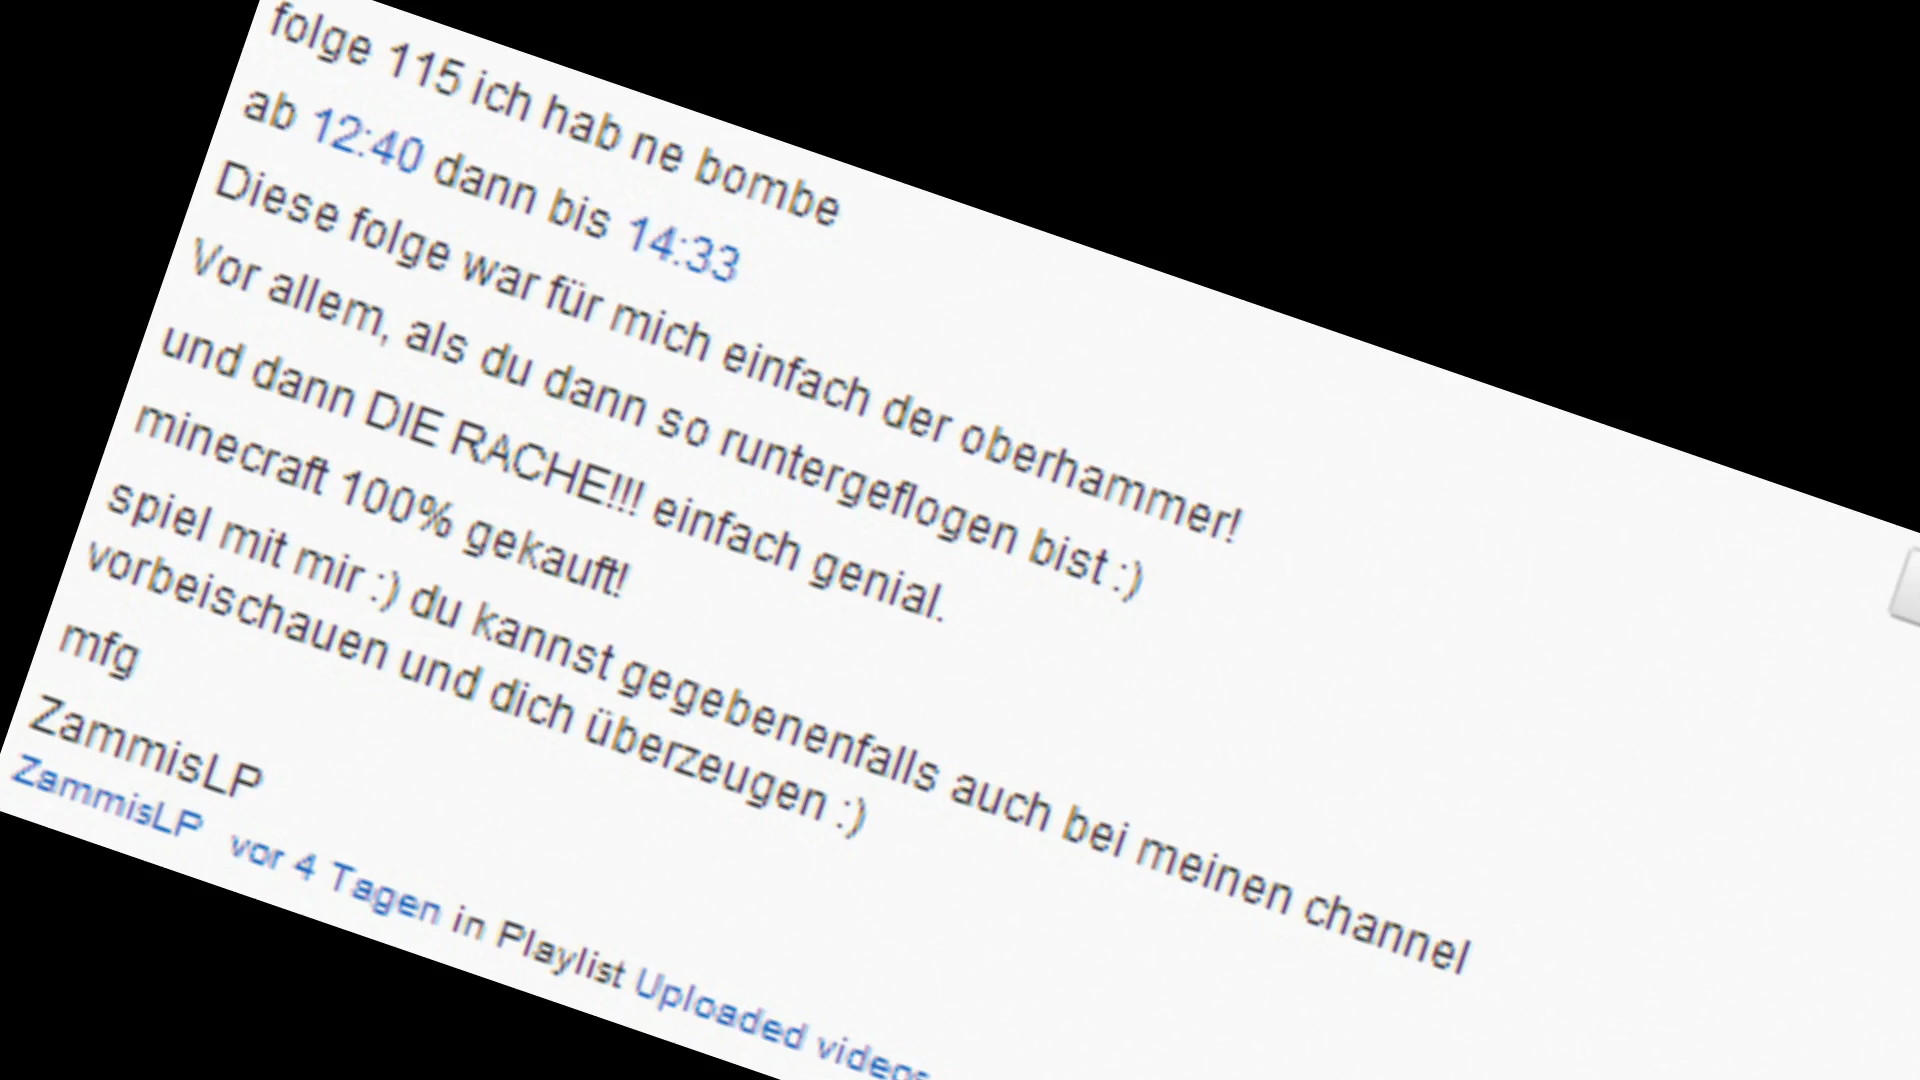 folge 115 ich hab ne bombe
ab 12:40 dann bis 14:33
Diese folge war für mich einfach der oberhammer!
Vor allem, als du dann so runtergeflogen bist :)
und dann DIE RACHE!!! einfach genial.
minecraft 100% gekauft!
spiel mit mir :) du kannst gegebenenfalls auch bei meinen channel
vorbeischauen und dich überzeugen :)
mfg
ZammisLP
ZammisLP vor 4 Tagen in Playlist Uploaded videos